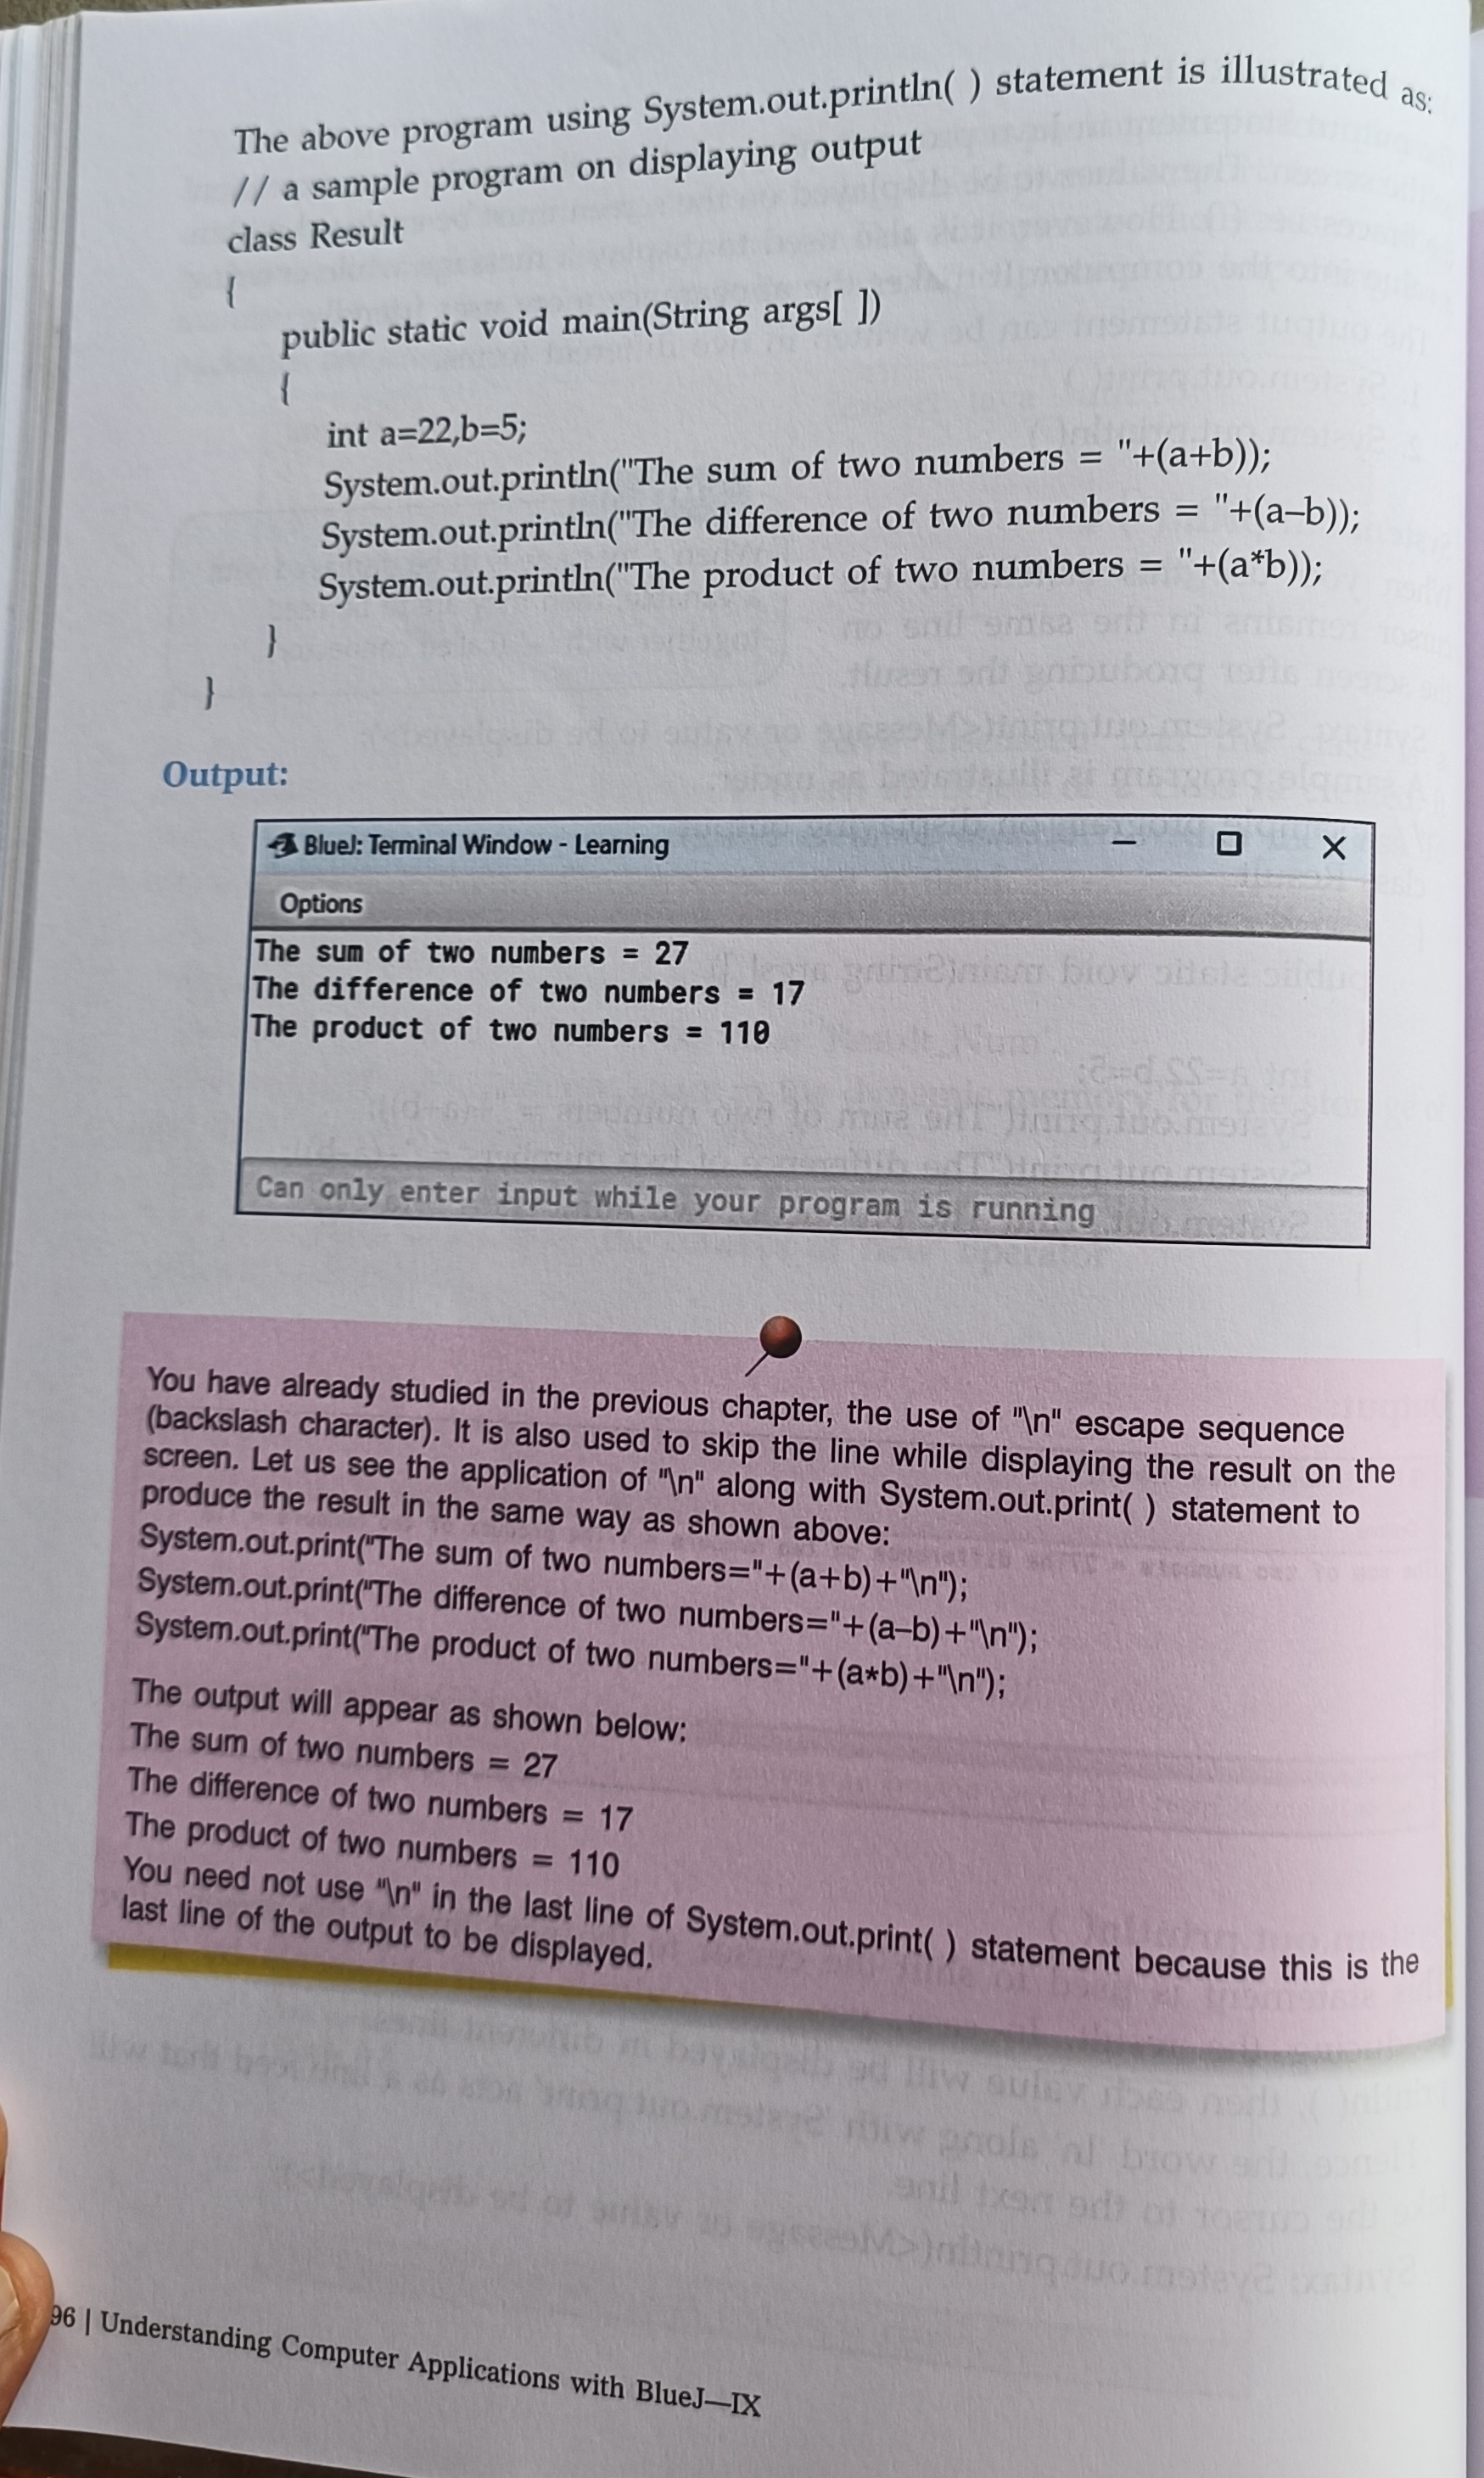 The above program using System.out.println( ) statement is illustrated as:
// a sample program on displaying output
class Result
{
public static void main(String args[ ])
{
int a=22,b=5;
System.out.println("The sum of two numbers = "+(a+b));
System.out.println("The difference of two numbers = "+(a–b));
System.out.println("The product of two numbers = "+(a*b));
}
}
Output:
BlueJ: Terminal Window - Learning
Options
The sum of two numbers = 27
The difference of two numbers = 17
The product of two numbers = 110
Can only enter input while your program is running
You have already studied in the previous chapter, the use of "\n" escape sequence
(backslash character). It is also used to skip the line while displaying the result on the
screen. Let us see the application of "\n" along with System.out.print( ) statement to
produce the result in the same way as shown above:
System.out.print("The sum of two numbers="+(a+b)+"\n");
System.out.print("The difference of two numbers="+(a–b)+"\n");
System.out.print("The product of two numbers="+(a*b)+"\n");
The output will appear as shown below:
The sum of two numbers = 27
The difference of two numbers = 17
The product of two numbers = 110
You need not use "\n" in the last line of System.out.print( ) statement because this is the
last line of the output to be displayed.
96 | Understanding Computer Applications with BlueJ—IX